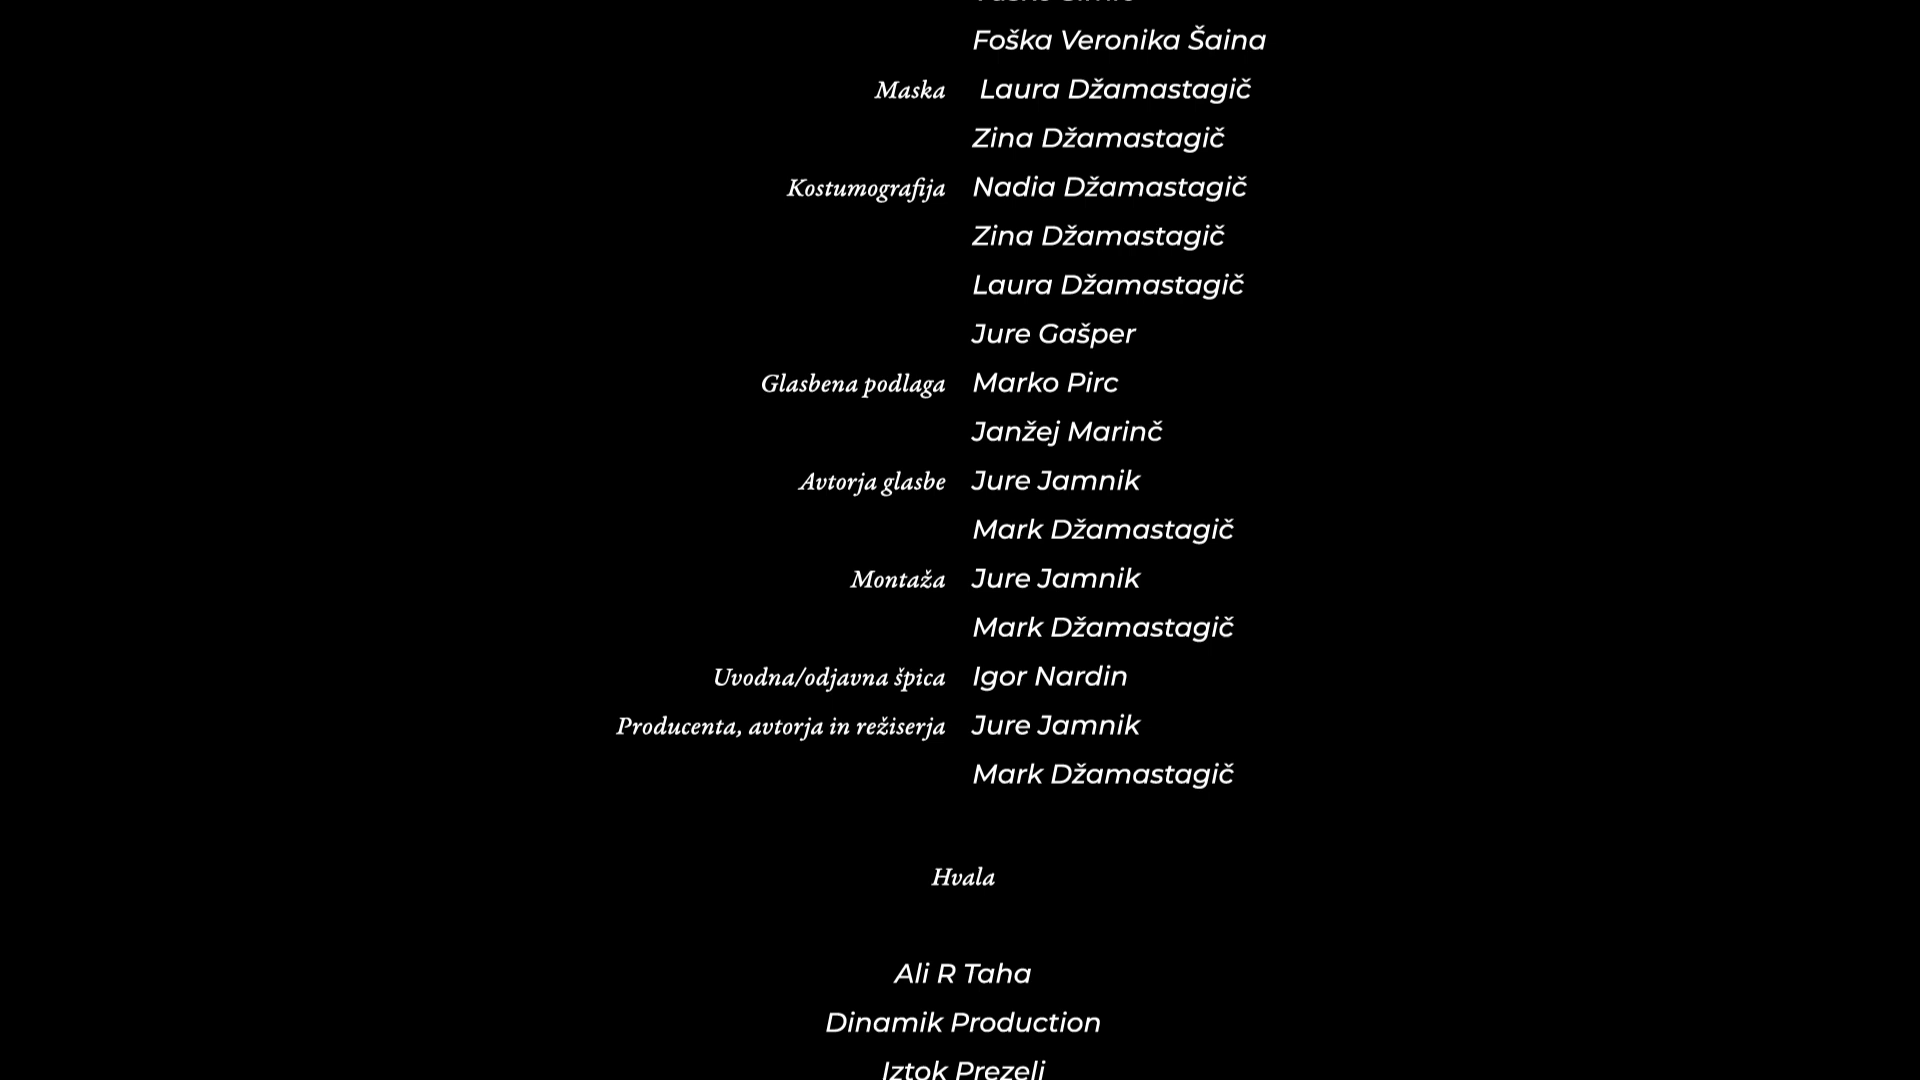 Foška Veronika Šaina
Maska Laura Džamastagič
Zina Džamastagič
Kostumografija Nadia Džamastagič
Zina Džamastagič
Laura Džamastagič
Jure Gašper
Glasbena podlaga Marko Pirc
Janžej Marinč
Avtorja glasbe Jure Jamnik
Mark Džamastagič
Montaža Jure Jamnik
Mark Džamastagič
Uvodna/odjavna špica Igor Nardin
Producenta, avtorja in režiserja Jure Jamnik
Mark Džamastagič
Hvala
Ali R Taha
Dinamik Production
Iztok Prezelj